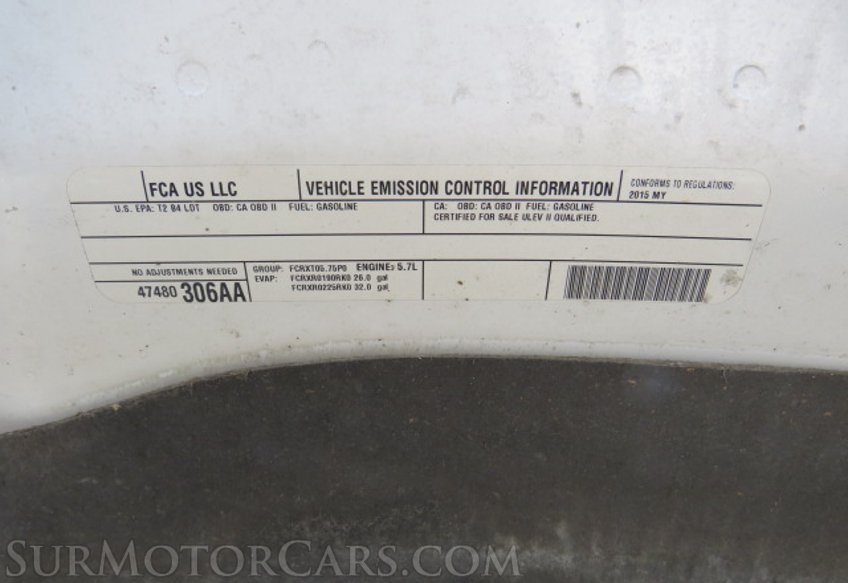 FCA US LLC
VEHICLE EMISSION CONTROL INFORMATION
CONFORMS TO REGULATIONS:
2015 MY
U.S. EPA: T2 B4 LDT OBD: CA OBD II FUEL: GASOLINE
CA: OBD: CA OBD II FUEL: GASOLINE
CERTIFIED FOR SALE ULEV II QUALIFIED.
NO ADJUSTMENTS NEEDED
47480 306AA
GROUP: FCRXT05.75P0 ENGINE: 5.7L
EVAP: FCRXR0190RK0 26.0 gal
FCRXR0225RK0 32.0 gal
SURMOTORCARS.COM